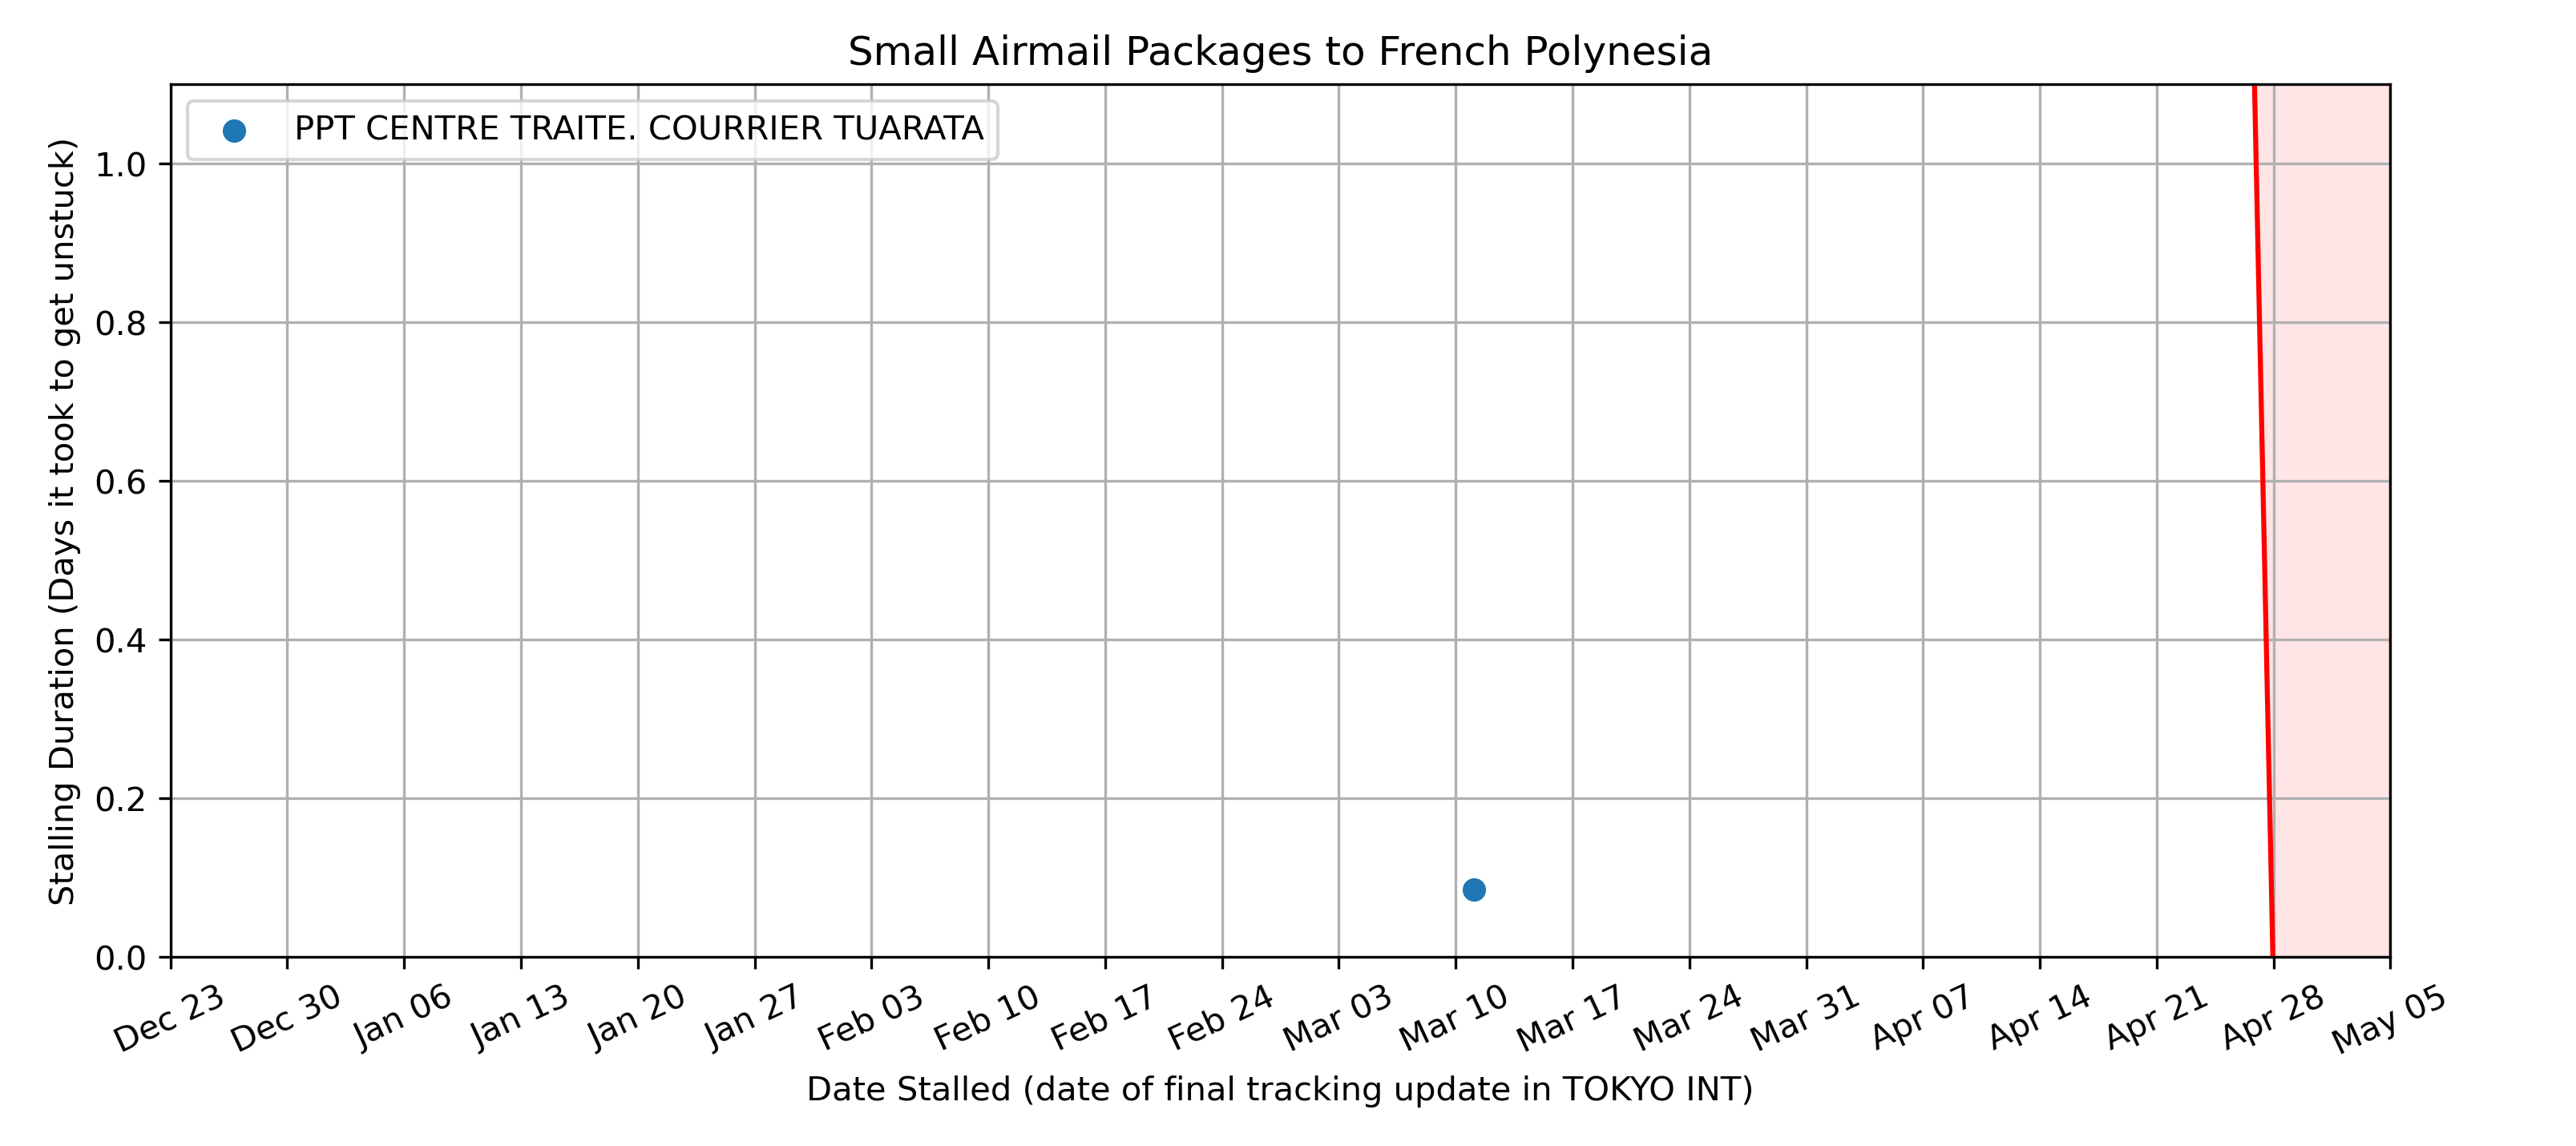 Small Airmail Packages to French Polynesia
PPT CENTRE TRAITE. COURRIER TUARATA
Stalling Duration (Days it took to get unstuck)
1.0
0.8
0.6
0.4
0.2
0.0
Dec 23 Dec 30 Jan 06 Jan 13 Jan 20 Jan 27 Feb 03 Feb 10 Feb 17 Feb 24 Mar 03 Mar 10 Mar 17 Mar 24 Mar 31 Apr 07 Apr 14 Apr 21 Apr 28 May 05
Date Stalled (date of final tracking update in TOKYO INT)